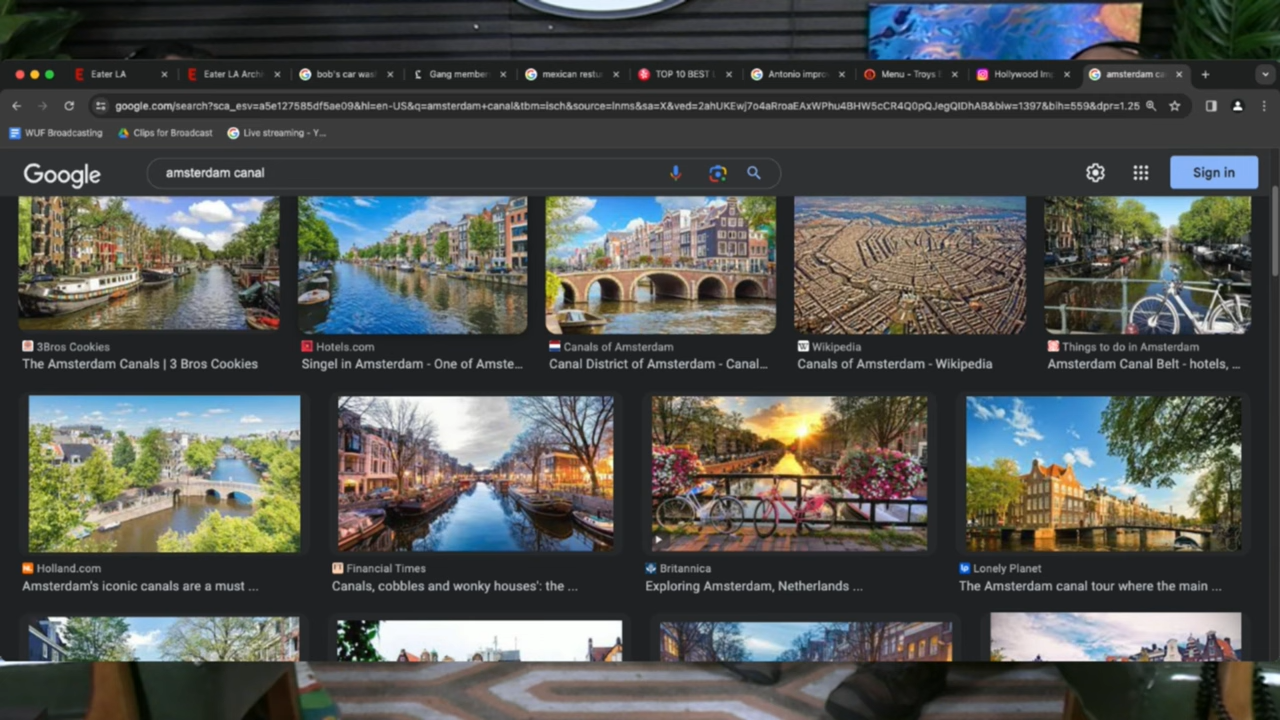 Eater LA
Eater LA Arch
bob's car was
Gang member
mexican restu
TOP 10 BEST
Antonio improv
Menu - Troys
Hollywood Im
amsterdam ca
google.com/search?sca_esv=a5e127585df5ae09&hl=en-US&q=amsterdam+canal&tbm=isch&source=lnms&sa=X&ved=2ahUKEwj7o4aRroaEAxWPhu4BHW5cCR4Q0pQJegQIDhAB&biw=1397&bih=559&dpr=1.25
WUF Broadcasting
Clips for Broadcast
Live streaming - Y...
Google
amsterdam canal
Sign in
3Bros Cookies
The Amsterdam Canals | 3 Bros Cookies
Hotels.com
Singel in Amsterdam - One of Amste...
Canals of Amsterdam
Canal District of Amsterdam - Canal...
Wikipedia
Canals of Amsterdam - Wikipedia
Things to do in Amsterdam
Amsterdam Canal Belt - hotels, ...
Holland.com
Amsterdam's iconic canals are a must ...
Financial Times
Canals, cobbles and wonky houses': the ...
Britannica
Exploring Amsterdam, Netherlands ...
Lonely Planet
The Amsterdam canal tour where the main ...